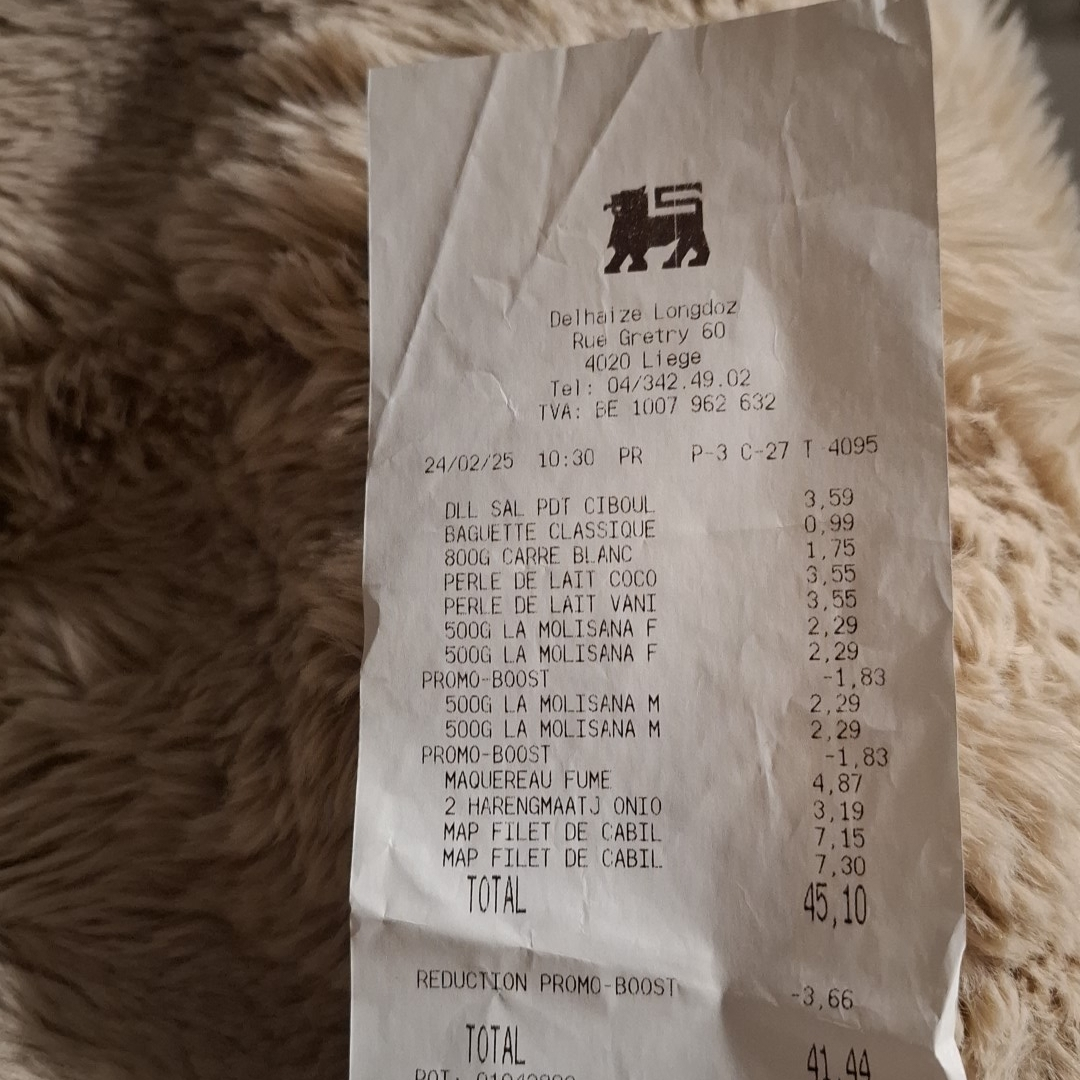 Delhaize Longdoz
Rue Gretry 60
4020 Liege
Tel: 04/342.49.02
TVA: BE 1007 962 632
24/02/25 10:30 PR P-3 C-27 T 4095
DLL SAL PDT CIBOUL 3,59
BAGUETTE CLASSIQUE 0,99
800G CARRE BLANC 1,75
PERLE DE LAIT COCO 3,55
PERLE DE LAIT VANI 3,55
500G LA MOLISANA F 2,29
500G LA MOLISANA F 2,29
PROMO-BOOST -1,83
500G LA MOLISANA M 2,29
500G LA MOLISANA M 2,29
PROMO-BOOST -1,83
MAQUEREAU FUME 4,87
2 HARENGMAATJ ONIO 3,19
MAP FILET DE CABIL 7,15
MAP FILET DE CABIL 7,30
TOTAL 45,10
REDUCTION PROMO-BOOST -3,66
TOTAL 41,44